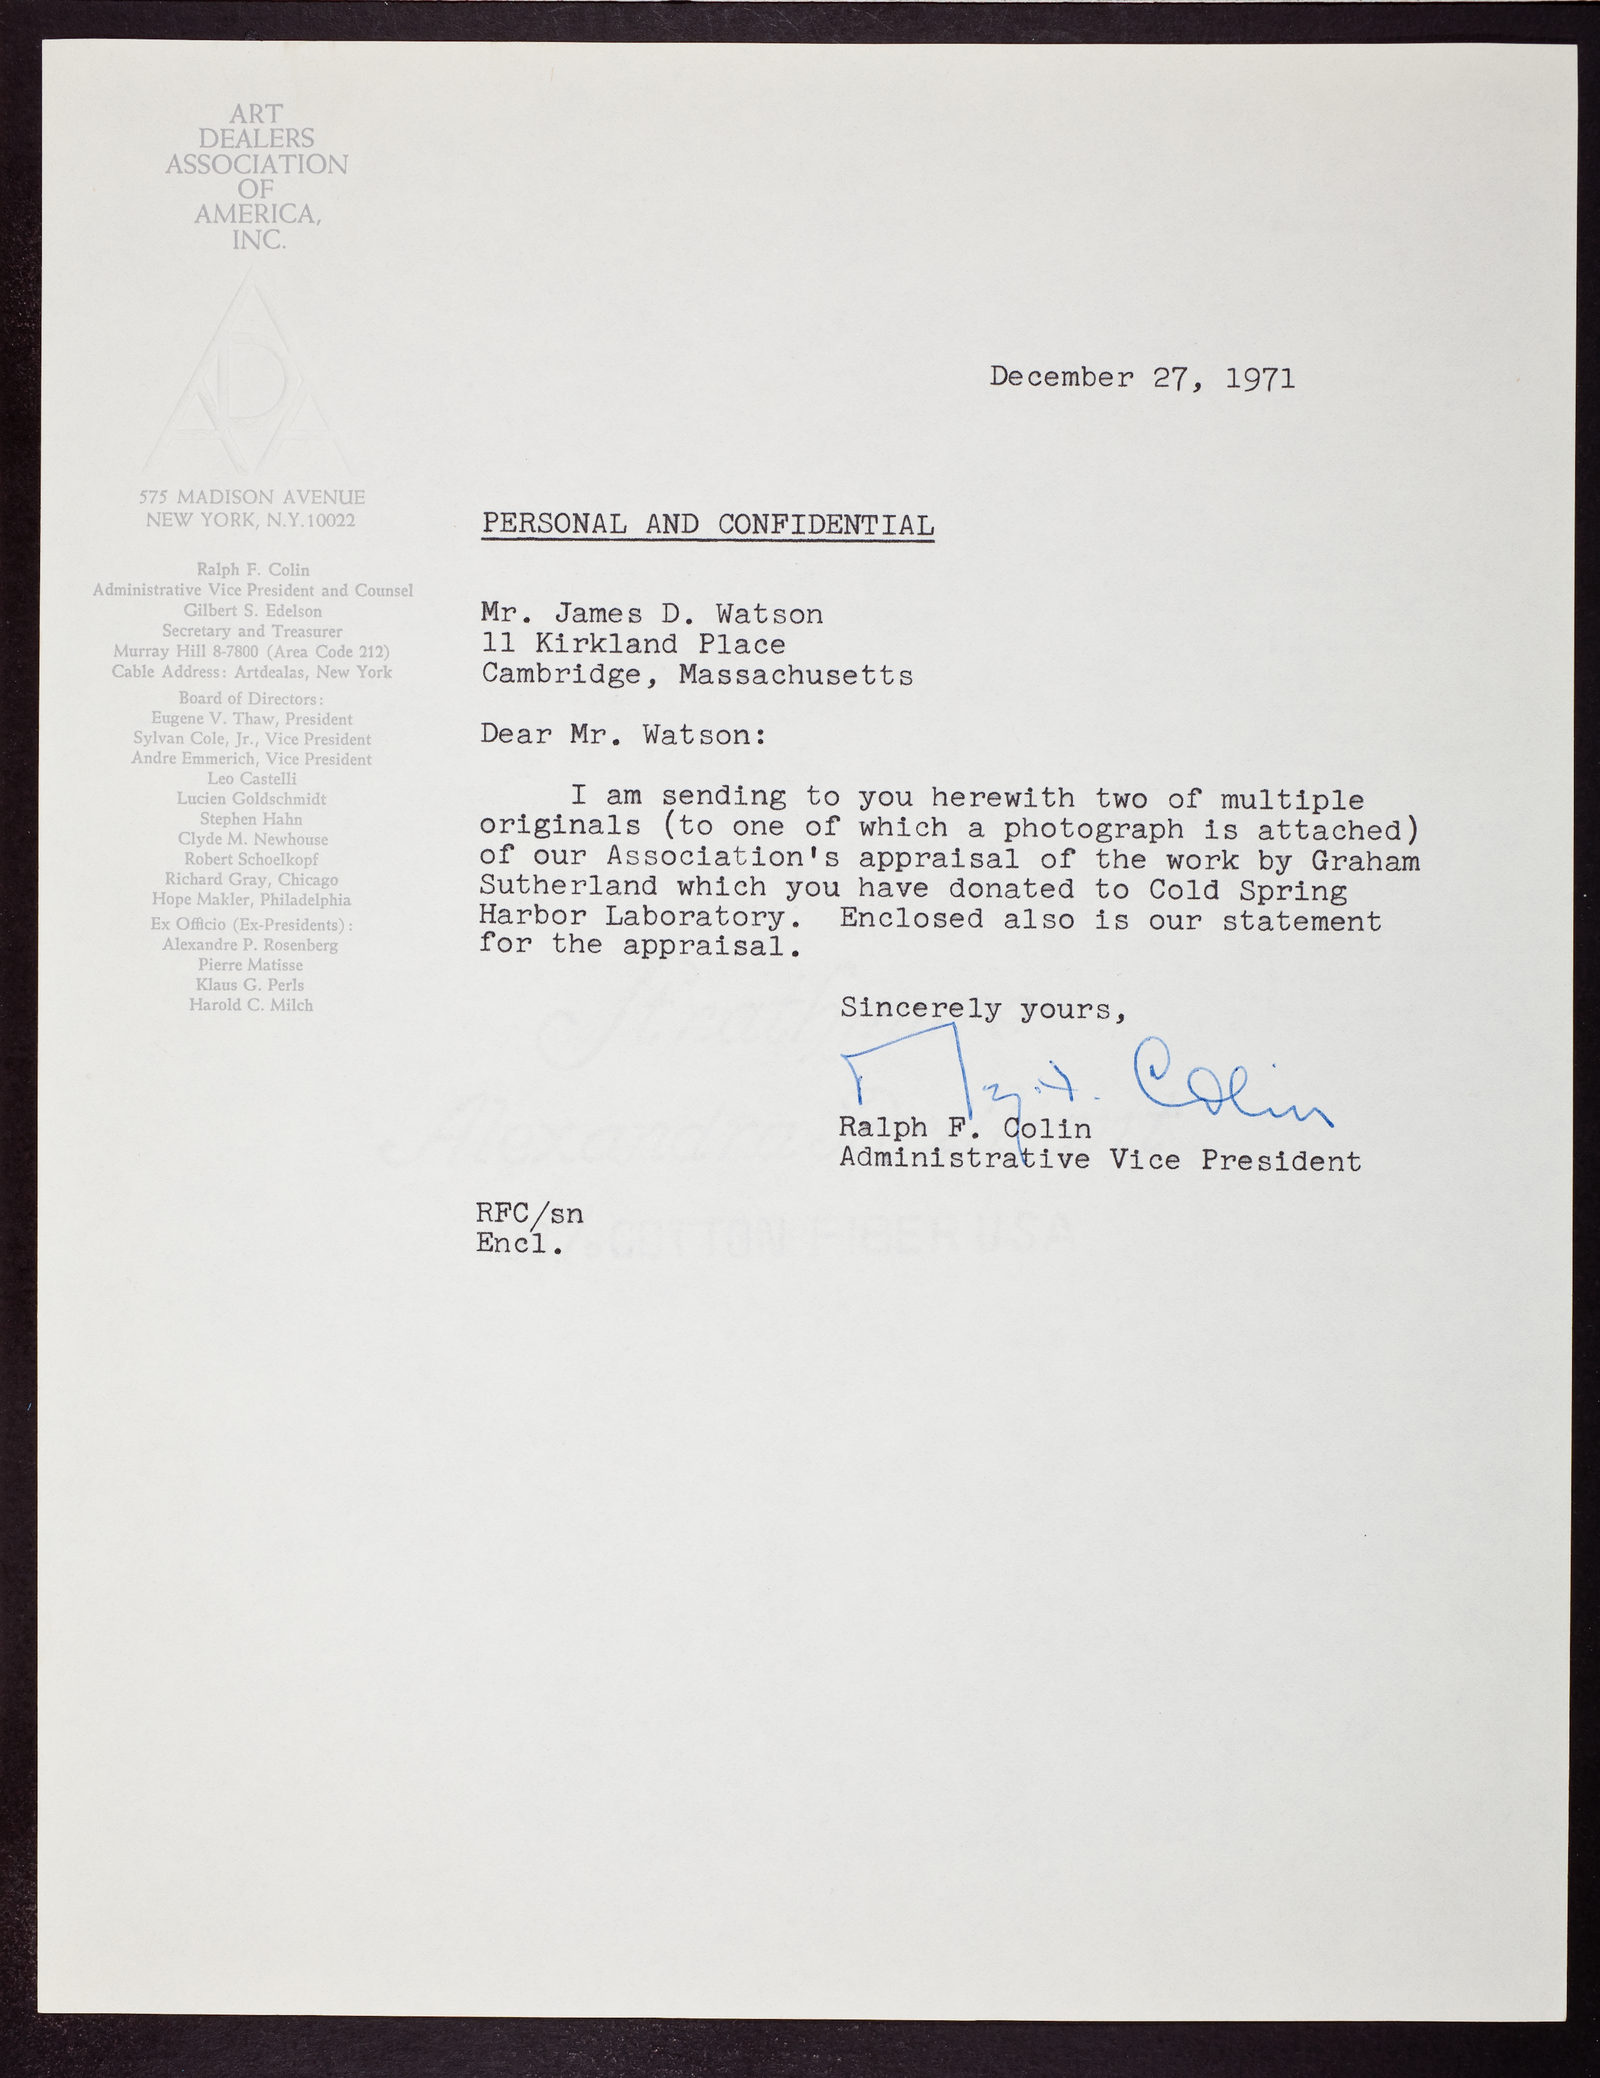 ART
DEALERS
ASSOCIATION
OF
AMERICA,
INC.
ADAA
575 MADISON AVENUE
NEW YORK, N.Y. 10022
Ralph F. Colin
Administrative Vice President and Counsel
Gilbert S. Edelson
Secretary and Treasurer
Murray Hill 8-7800 (Area Code 212)
Cable Address: Artdealas, New York
Board of Directors:
Eugene V. Thaw, President
Sylvan Cole, Jr., Vice President
Andre Emmerich, Vice President
Leo Castelli
Lucien Goldschmidt
Stephen Hahn
Clyde M. Newhouse
Robert Schoelkopf
Richard Gray, Chicago
Hope Makler, Philadelphia
Ex Officio (Ex-Presidents):
Alexandre P. Rosenberg
Pierre Matisse
Klaus G. Perls
Harold C. Milch
December 27, 1971
PERSONAL AND CONFIDENTIAL
Mr. James D. Watson
11 Kirkland Place
Cambridge, Massachusetts
Dear Mr. Watson:
I am sending to you herewith two of multiple
originals (to one of which a photograph is attached)
of our Association's appraisal of the work by Graham
Sutherland which you have donated to Cold Spring
Harbor Laboratory. Enclosed also is our statement
for the appraisal.
Sincerely yours,
Colin
Ralph F. Colin
Administrative Vice President
RFC/sn
Encl.